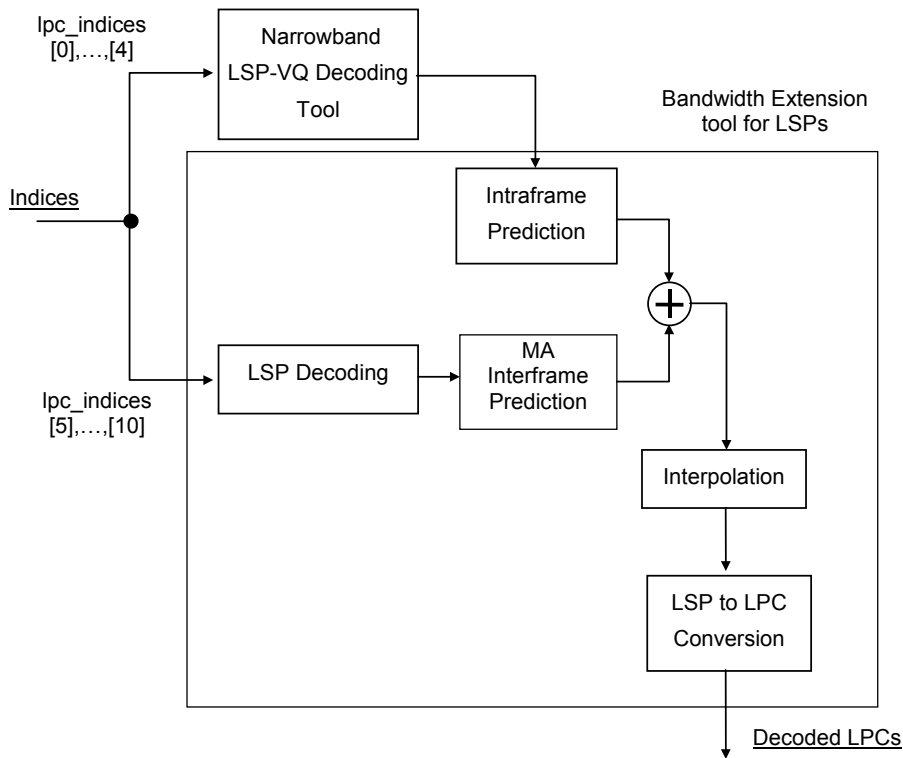 lpc_indices
[0],…,[4]
Narrowband
LSP-VQ Decoding
Tool
Bandwidth Extension
tool for LSPs
Indices
Intraframe
Prediction
+
LSP Decoding
MA
Interframe
Prediction
lpc_indices
[5],…,[10]
Interpolation
LSP to LPC
Conversion
Decoded LPCs